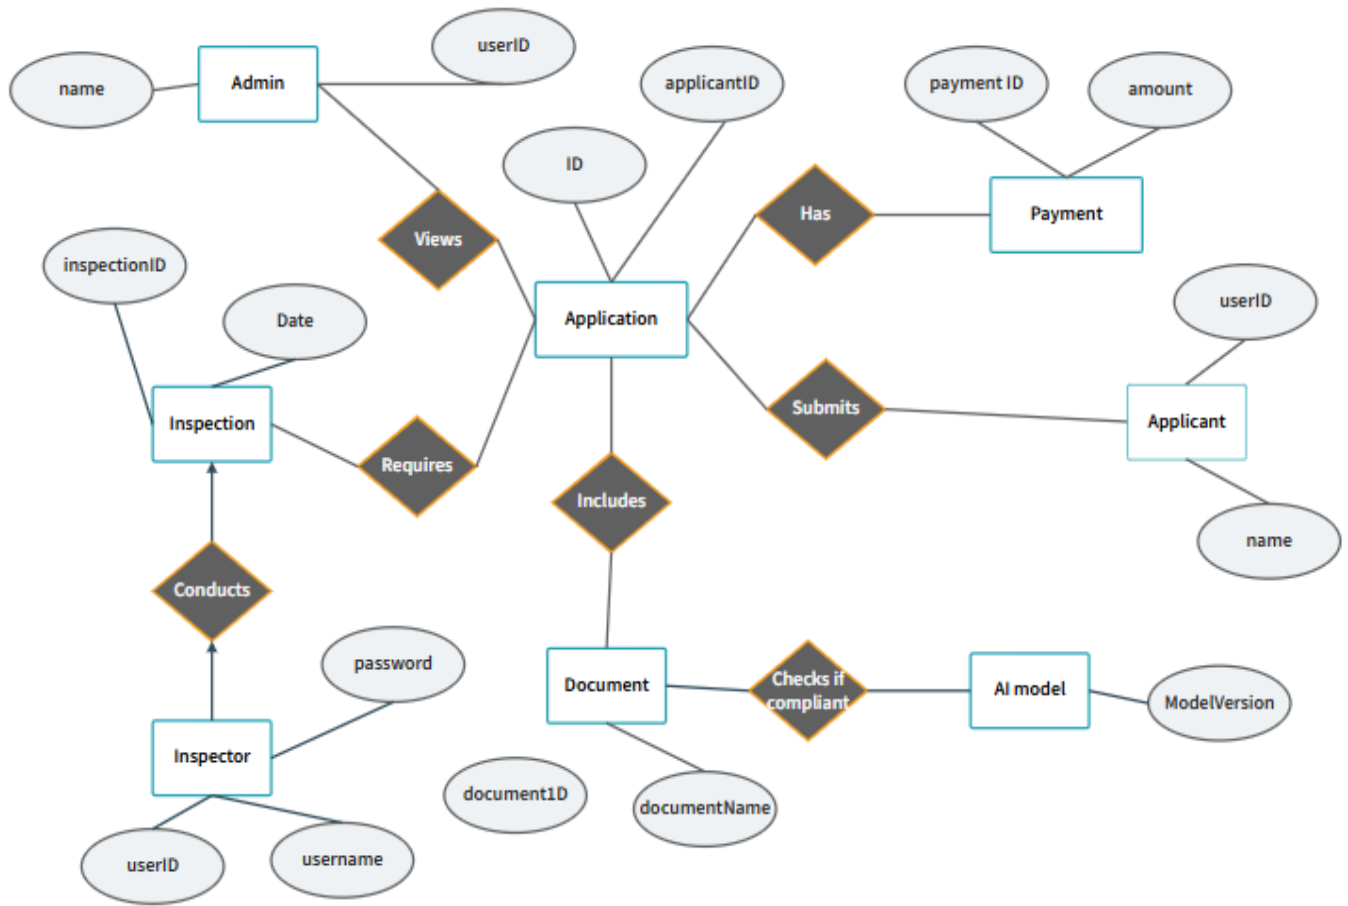 userID
name
Admin
applicantID
payment ID
amount
ID
Has
Payment
Views
inspectionID
Date
Application
userID
Submits
Applicant
Inspection
Requires
Includes
name
Conducts
password
Document
Checks if
compliant
AI model
ModelVersion
Inspector
document1D
documentName
userID
username